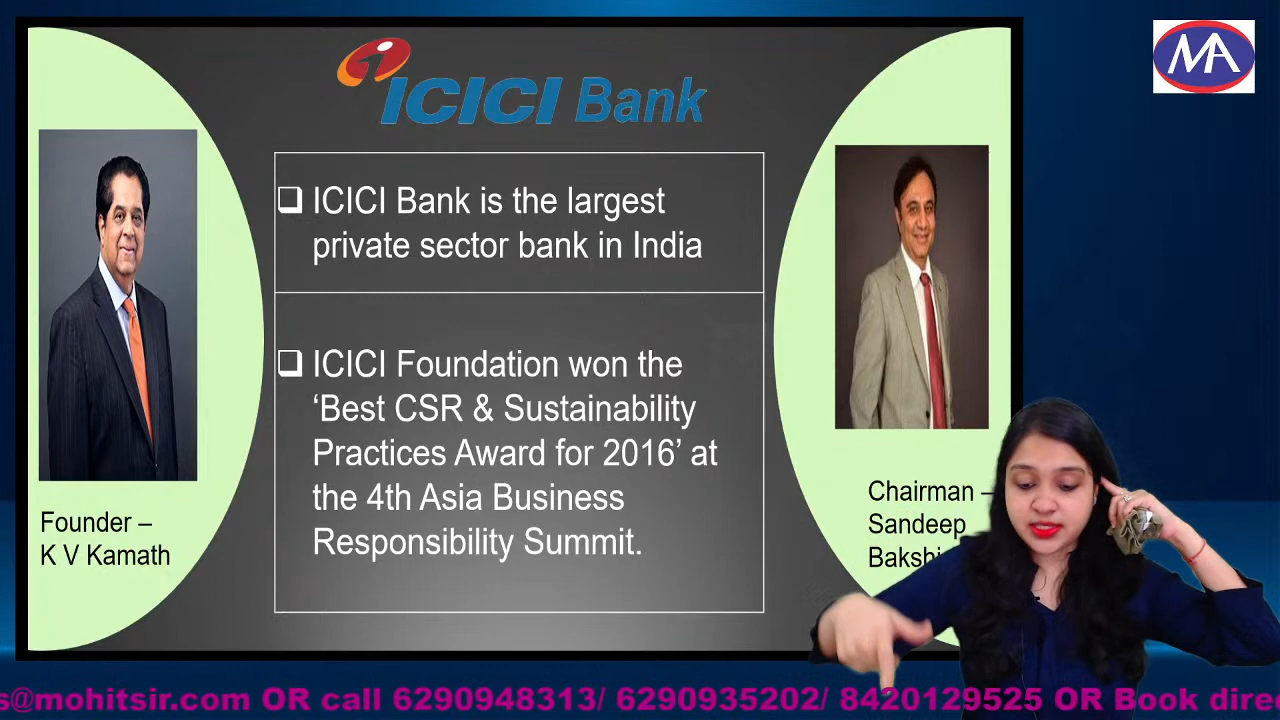 MA
ICICI Bank
❑ ICICI Bank is the largest
private sector bank in India
❑ ICICI Foundation won the
‘Best CSR & Sustainability
Practices Award for 2016’ at
the 4th Asia Business
Responsibility Summit.
Founder –
K V Kamath
Chairman –
Sandeep
Bakshi
s@mohitsir.com OR call 6290948313/ 6290935202/ 8420129525 OR Book dire